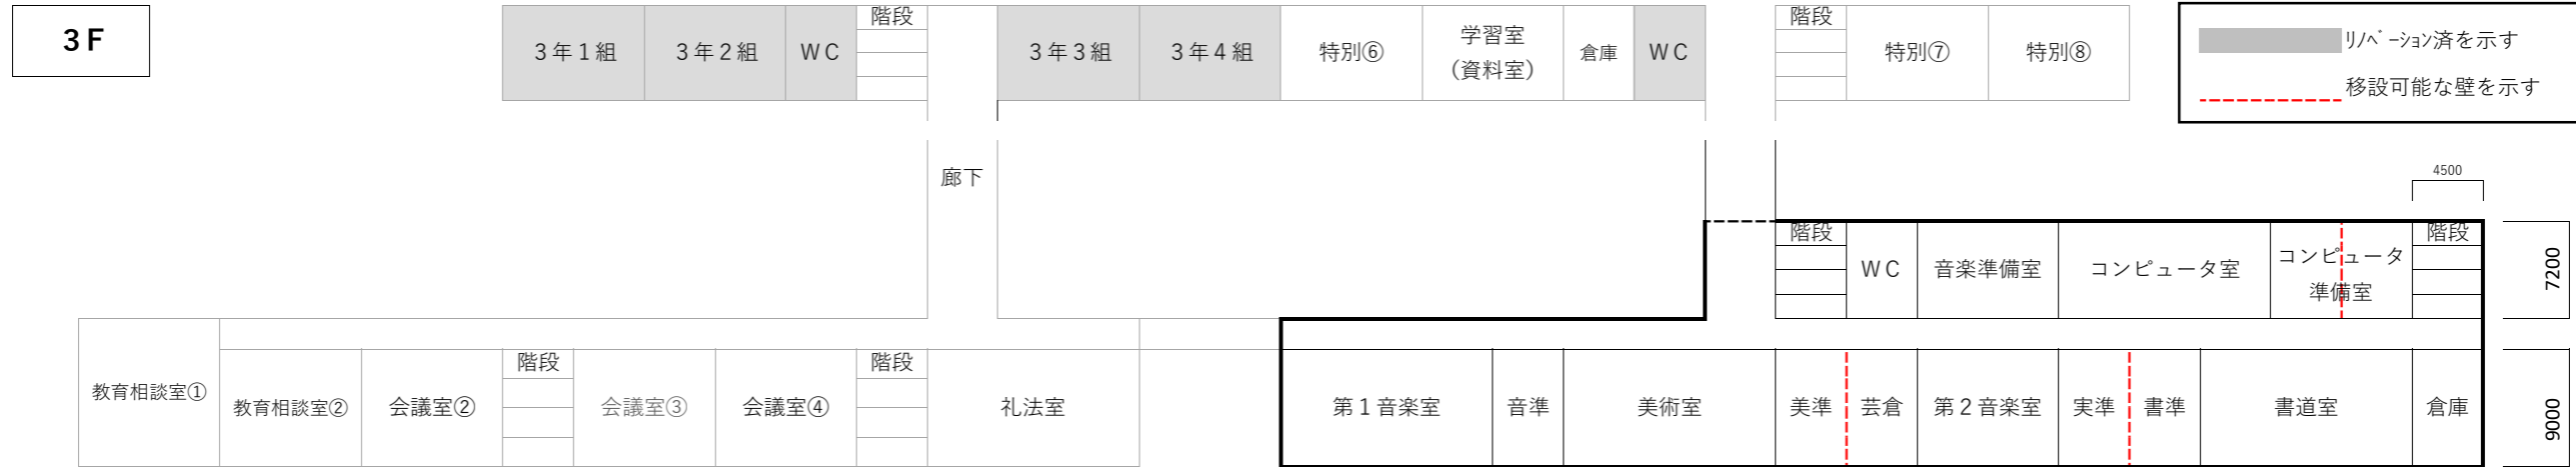 3F
階段
3年1組 3年2組 WC 3年3組 3年4組 特別⑥ 学習室
(資料室) 倉庫 WC
階段
特別⑦ 特別⑧
リノベーション済を示す
移設可能な壁を示す
廊下
4500
階段 WC 音楽準備室 コンピュータ室 コンピュータ
準備室
階段
7200
教育相談室① 教育相談室② 会議室② 階段 会議室③ 会議室④ 階段 礼法室 第1音楽室 音準 美術室 美準 芸倉 第2音楽室 実準 書準 書道室 倉庫
9000